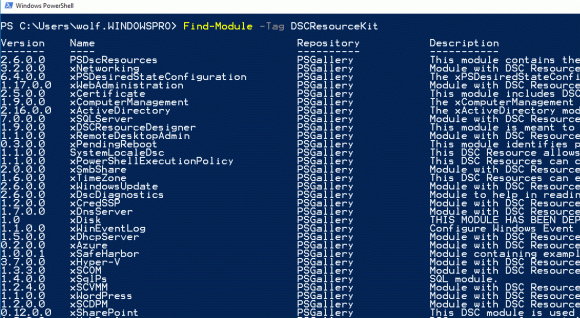 Windows PowerShell
PS C:\Users\wolf.WINDOWSPRO> Find-Module -Tag DSCResourceKit
Version Name Repository Description
------- ---- ---------- -----------
2.6.0.0 PSDscResources PSGallery This module contains the
3.2.0.0 xNetworking PSGallery Module with DSC Resource
6.4.0.0 xPSDesiredStateConfiguration PSGallery The xPSDesiredStateConfi
1.17.0.0 xWebAdministration PSGallery Module with DSC Resource
2.5.0.0 xCertificate PSGallery This module includes DSC
1.9.0.0 xComputerManagement PSGallery The xComputerManagement
2.16.0.0 xActiveDirectory PSGallery The xActiveDirectory mod
7.0.0.0 xSQLServer PSGallery Module with DSC Resource
1.9.0.0 xDSCResourceDesigner PSGallery This module is meant to
1.1.0.0 xRemoteDesktopAdmin PSGallery Module with DSC Resource
0.3.0.0 xPendingReboot PSGallery This module identifies p
1.1.0.0 SystemLocaleDsc PSGallery This DSC Resource allows
1.1.0.0 xPowerShellExecutionPolicy PSGallery This DSC Resources can c
2.0.0.0 xSmbShare PSGallery Module with DSC Resource
1.6.0.0 xTimeZone PSGallery This DSC Resources can e
2.6.0.0 xWindowsUpdate PSGallery Module with DSC Resource
2.6.0.0 xDscDiagnostics PSGallery Module to help in readin
1.2.0.0 xCredSSP PSGallery Module with DSC Resource
1.7.0.0 xDnsServer PSGallery Module with DSC Resource
1.0 xDisk PSGallery THIS MODULE HAS BEEN DEP
1.1.0.0 xWinEventLog PSGallery Configure Windows Event
1.5.0.0 xDhcpServer PSGallery Module with DSC Resource
0.2.0.0 xAzure PSGallery Module with DSC Resource
1.0.0.1 xSafeHarbor PSGallery Module containing exampl
3.7.0.0 xHyper-V PSGallery Module with DSC Resource
1.3.3.0 xSCOM PSGallery Module with DSC Resource
1.4.0.0 xSqlPs PSGallery SQL module.
1.2.4.0 xSCVMM PSGallery Module with DSC Resource
1.1.0.0 xWordPress PSGallery Module with DSC Resource
1.2.0.0 xSCDPM PSGallery Module with DSC Resource
0.12.0.0 xSharePoint PSGallery This DSC module is used